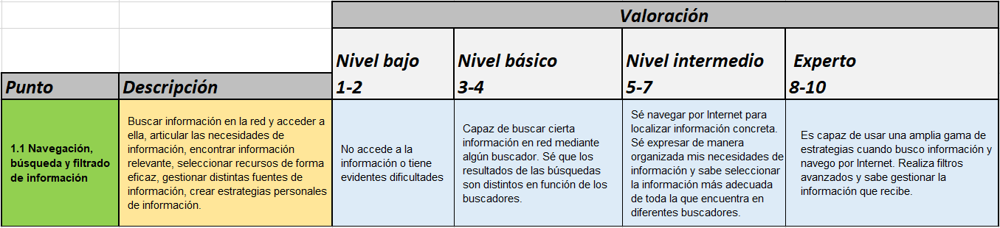 Valoración
Nivel bajo
1-2
Nivel básico
3-4
Nivel intermedio
5-7
Experto
8-10
Punto
Descripción
1.1 Navegación,
búsqueda y filtrado
de información
Buscar información en la red y acceder a
ella, articular las necesidades de
información, encontrar información
relevante, seleccionar recursos de forma
eficaz, gestionar distintas fuentes de
información, crear estrategias personales
de información.
No accede a la
información o tiene
evidentes dificultades
Capaz de buscar cierta
información en red mediante
algún buscador. Sé que los
resultados de las búsquedas
son distintos en función de los
buscadores.
Sé navegar por Internet para
localizar información concreta.
Sé expresar de manera
organizada mis necesidades de
información y sabe seleccionar
la información más adecuada
de toda la que encuentra en
diferentes buscadores.
Es capaz de usar una amplia gama de
estrategias cuando busco información y
navego por Internet. Realiza filtros
avanzados y sabe gestionar la
información que recibe.